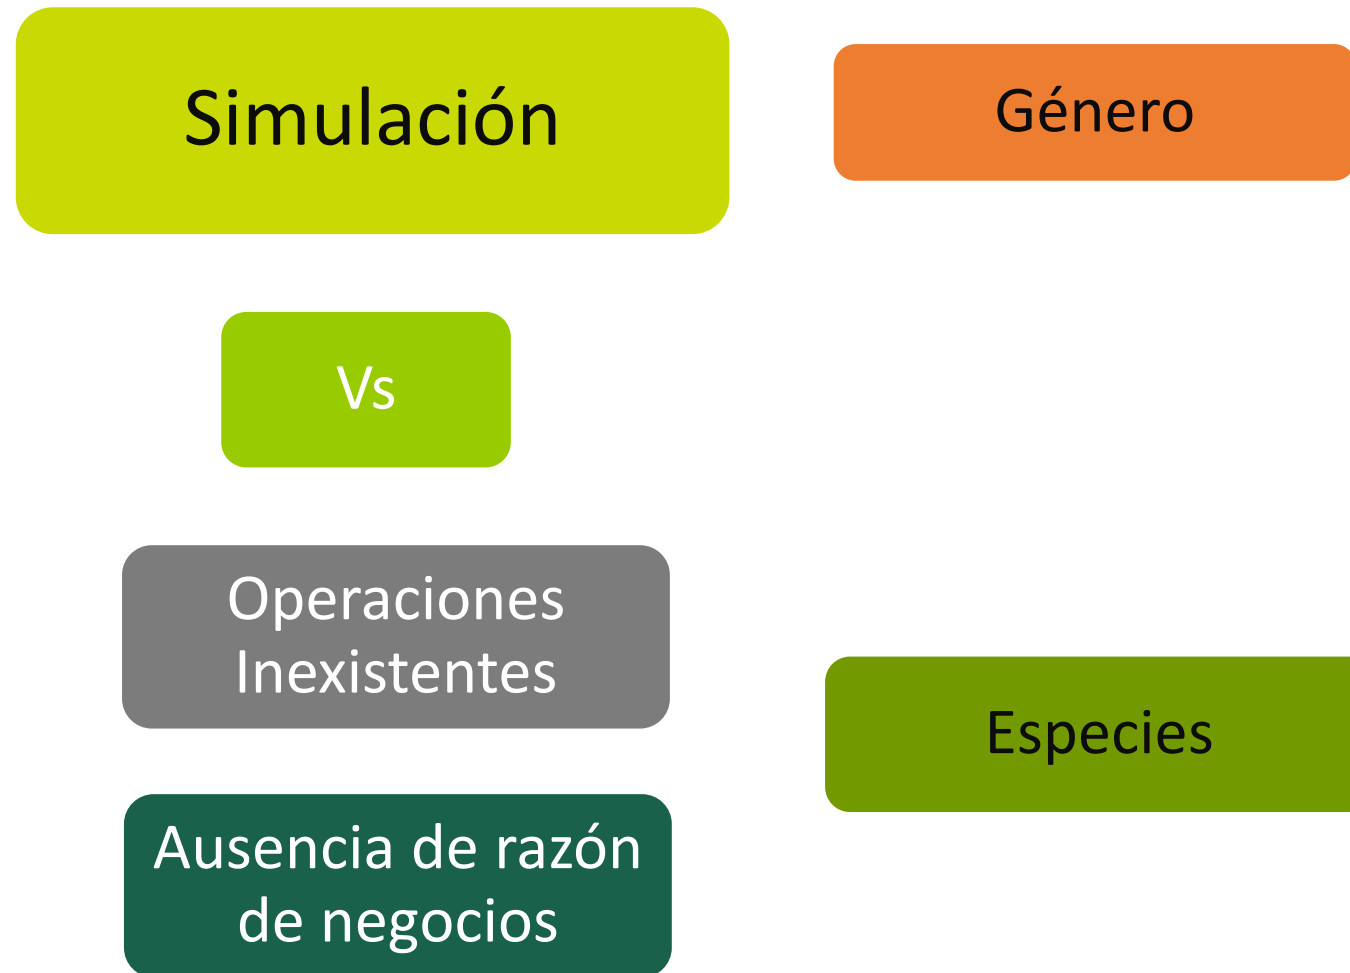 Simulación
Género
Vs
Operaciones
Inexistentes
Especies
Ausencia de razón
de negocios